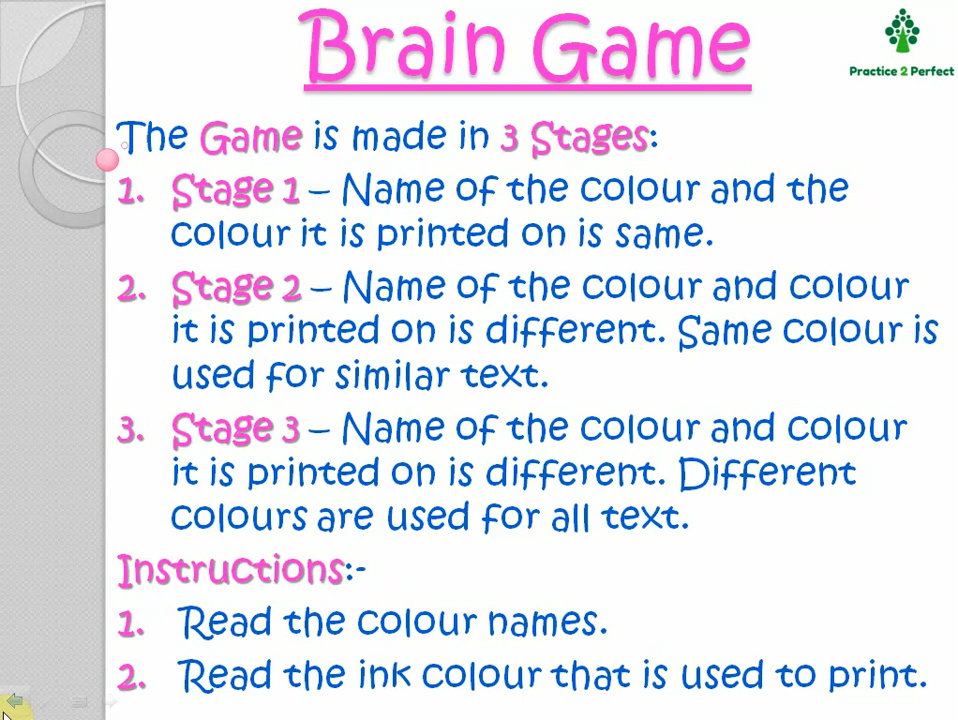 Brain Game
Practice 2 Perfect
The Game is made in 3 Stages:
1. Stage 1 – Name of the colour and the
colour it is printed on is same.
2. Stage 2 – Name of the colour and colour
it is printed on is different. Same colour is
used for similar text.
3. Stage 3 – Name of the colour and colour
it is printed on is different. Different
colours are used for all text.
Instructions:-
1. Read the colour names.
2. Read the ink colour that is used to print.